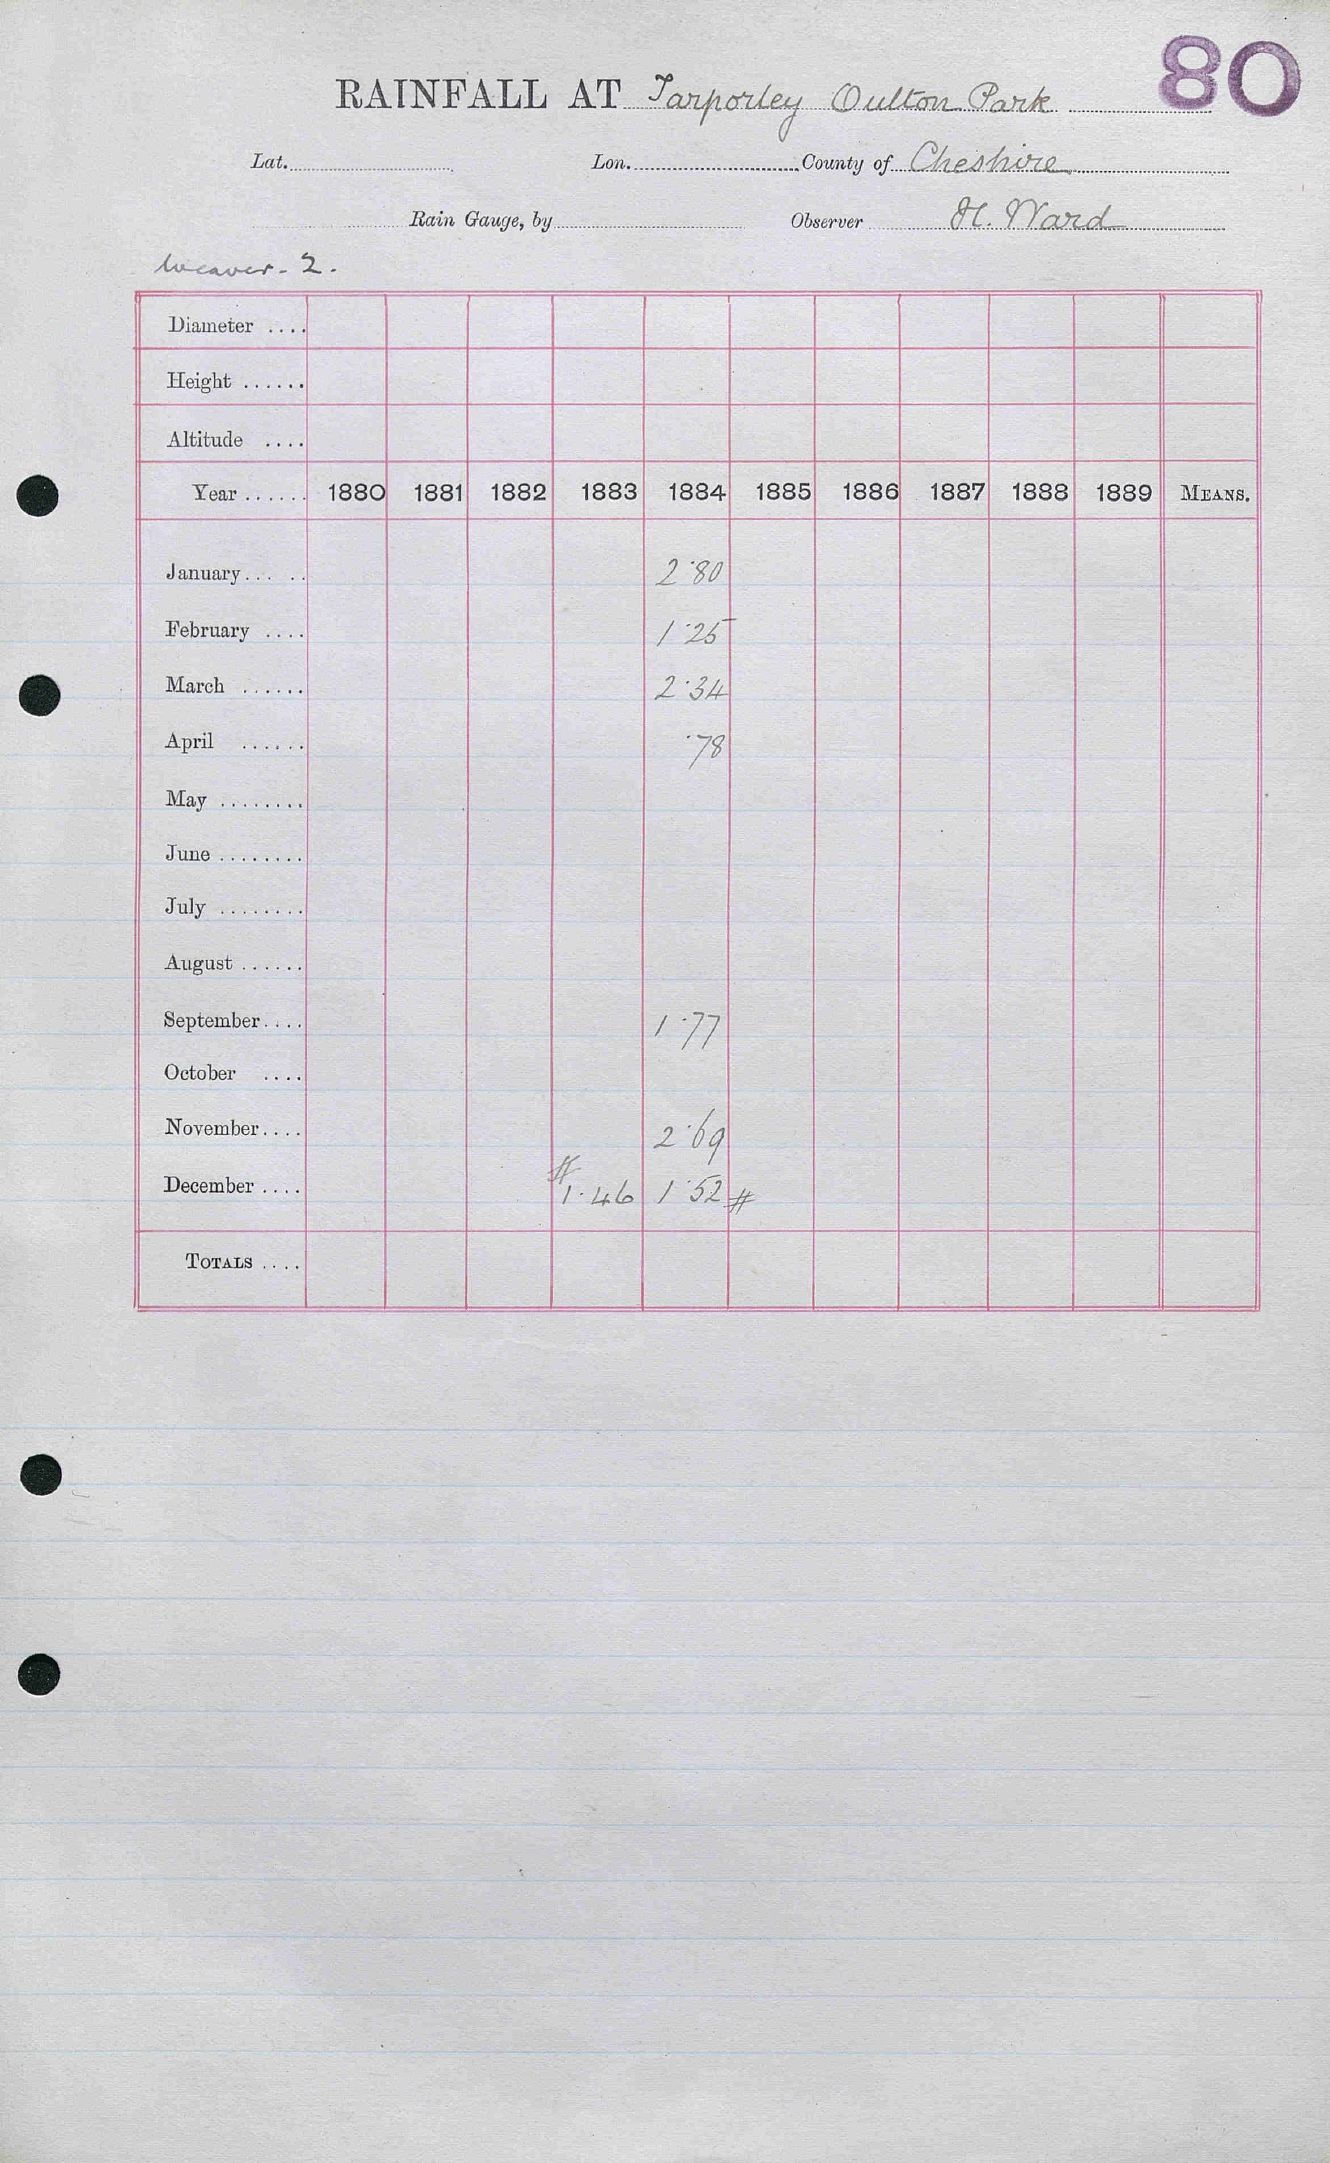 80
RAINFALL AT Tarporley Oulton Park
Lat. Lon. County of Cheshire
Rain Gauge, by Observer H. Ward
Weaver - 2.
Diameter ....
Height ......
Altitude ....
Year ...... 1880 1881 1882 1883 1884 1885 1886 1887 1888 1889 MEANS.
January... .. 2·80
February .... 1·25
March ...... 2·34
April ...... ·78
May ........
June ........
July ........
August ......
September.... 1·77
October ....
November.... 2·69
December .... # 1·46 1·52 #
TOTALS ....